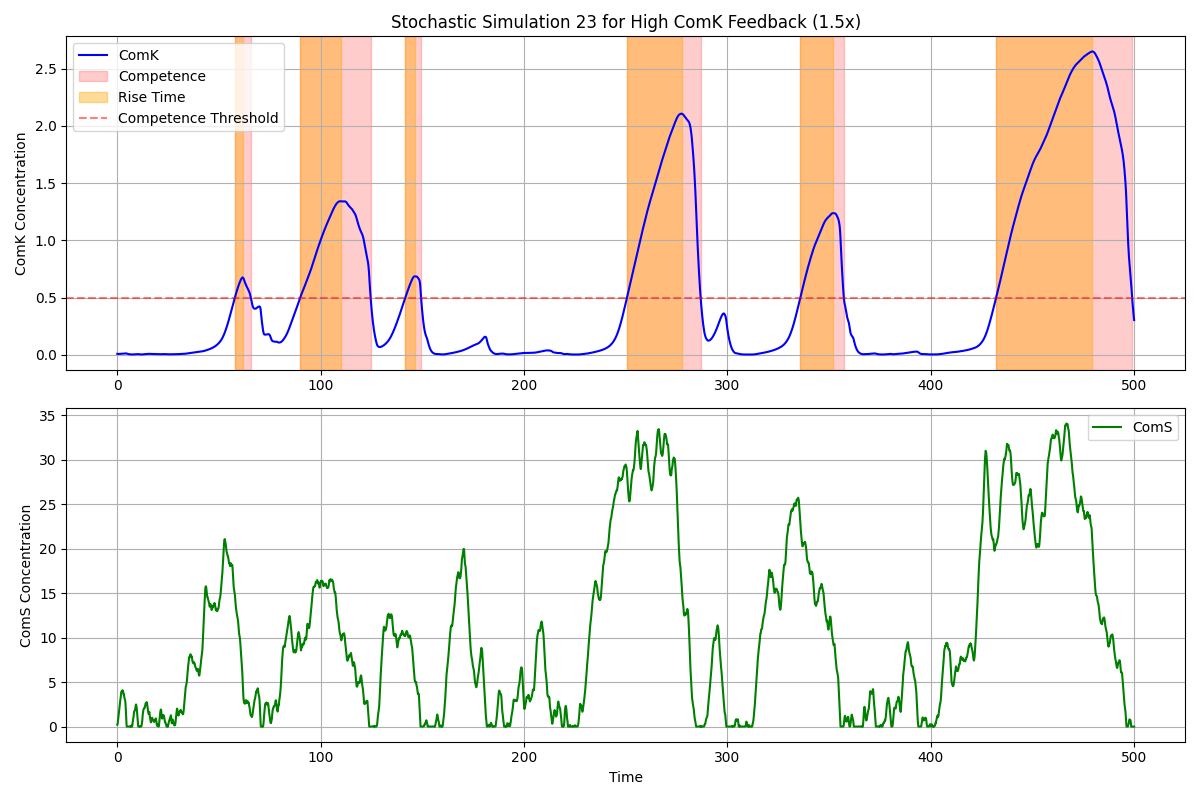 Stochastic Simulation 23 for High ComK Feedback (1.5x)
ComK
Competence
Rise Time
Competence Threshold
ComK Concentration
2.5
2.0
1.5
1.0
0.5
0.0
0 100 200 300 400 500
ComS
ComS Concentration
35
30
25
20
15
10
5
0
0 100 200 300 400 500
Time